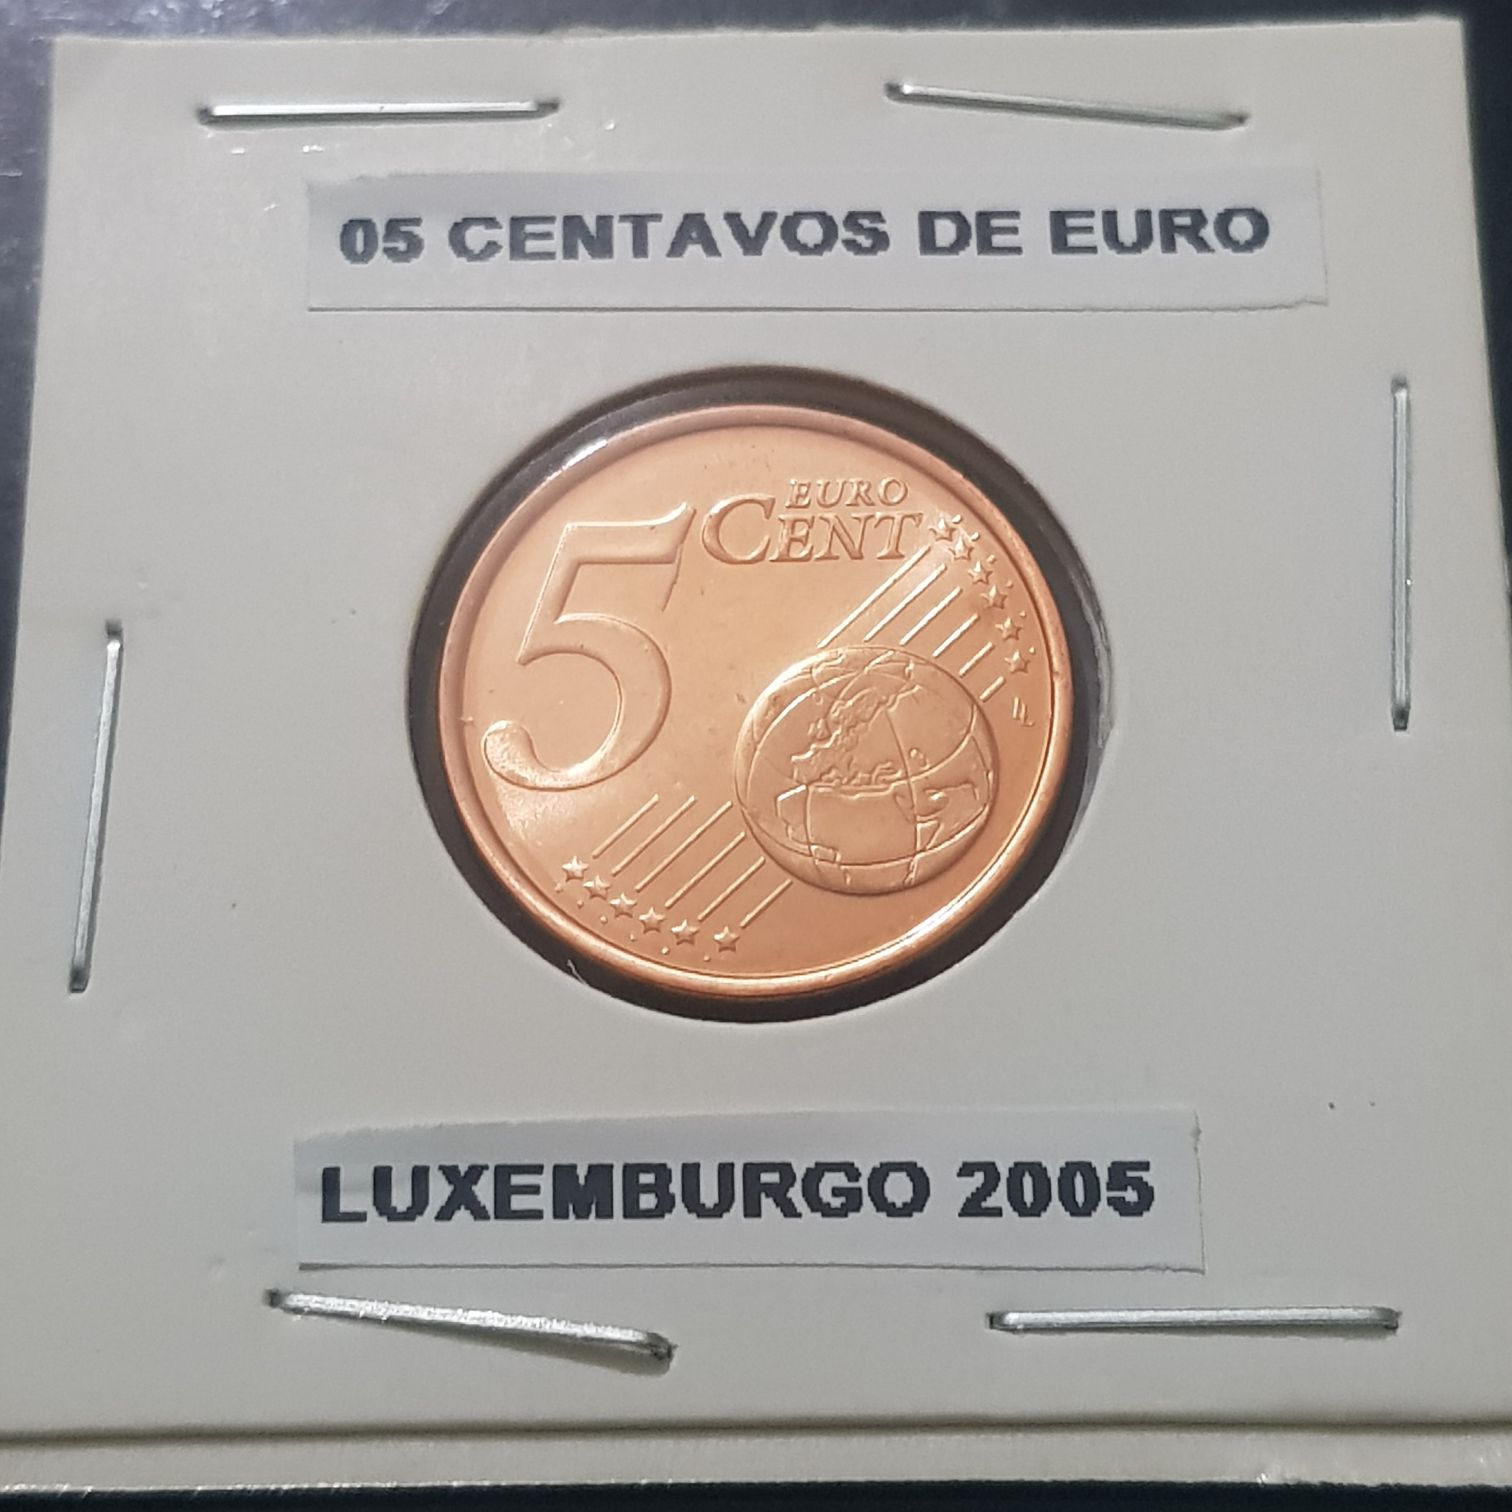 05 CENTAVOS DE EURO
5 EURO
CENT
LUXEMBURGO 2005